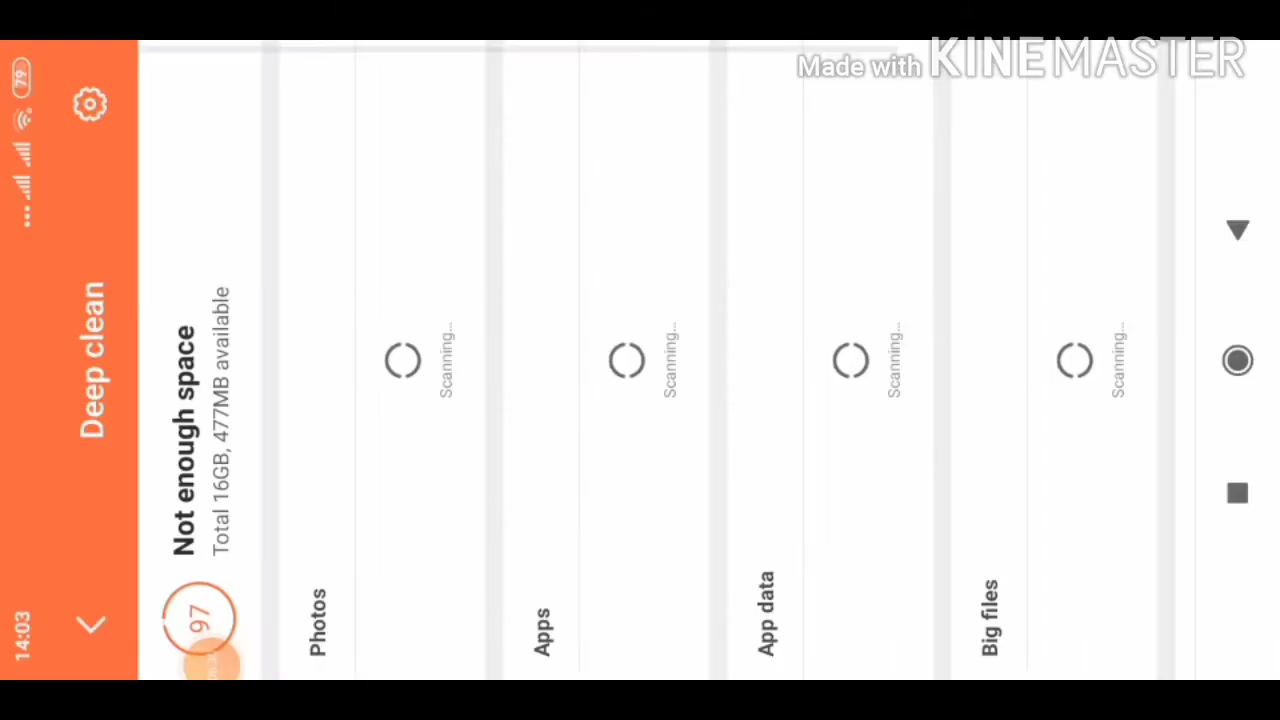 Made with KINEMASTER
14:03
79
Deep clean
97
Not enough space
Total 16GB, 477MB available
Photos
Scanning...
Apps
Scanning...
App data
Scanning...
Big files
Scanning...